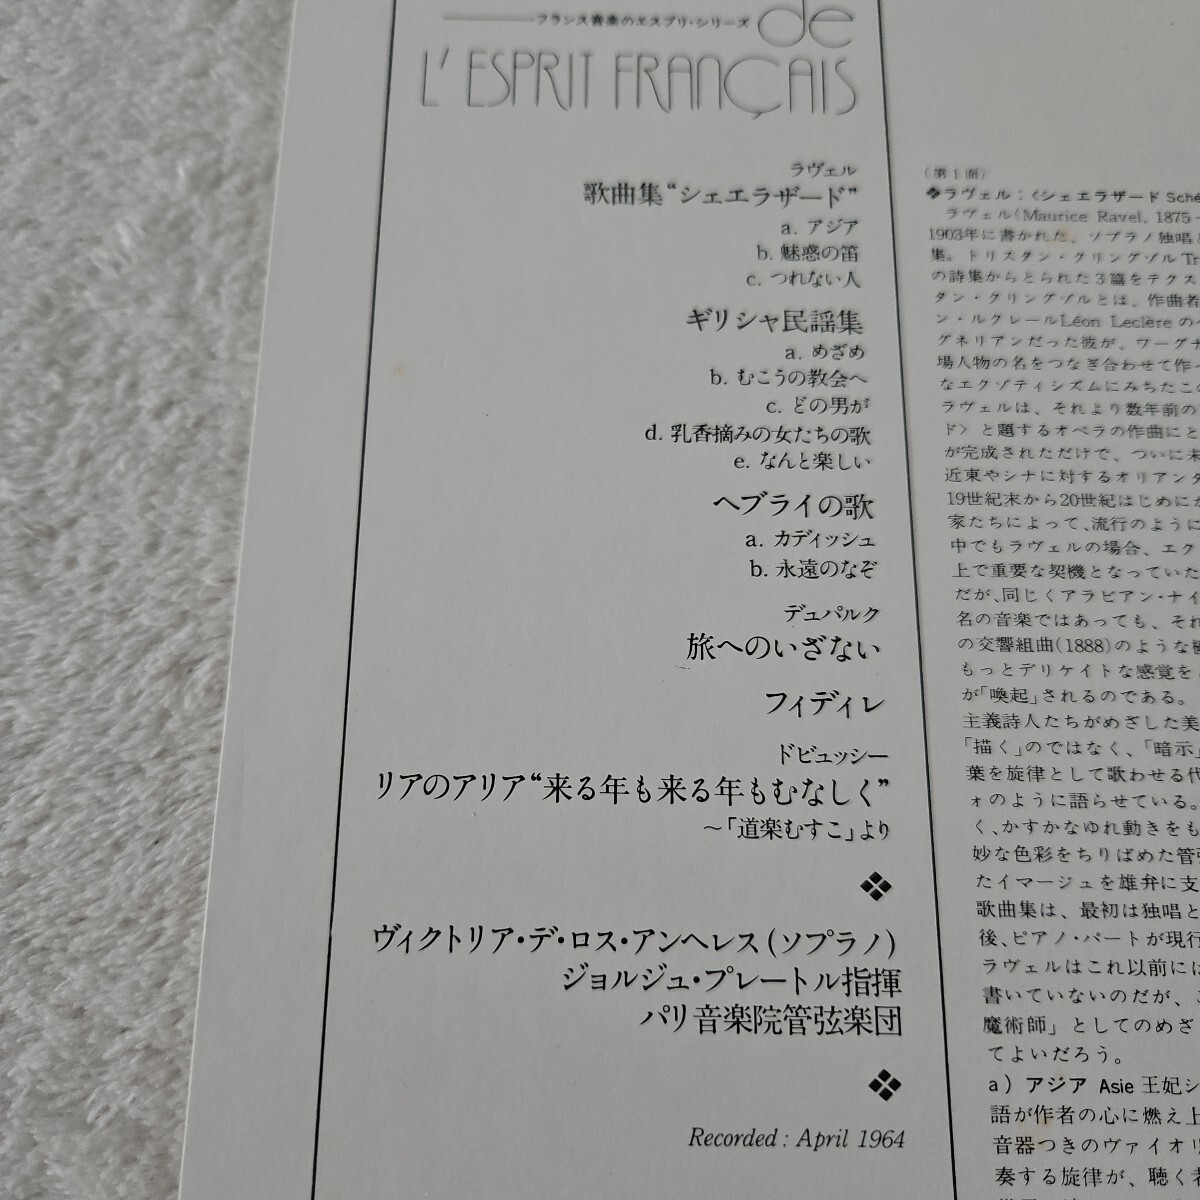 de
フランス音楽のエスプリ・シリーズ
L'ESPRIT FRANÇAIS
ラヴェル
歌曲集“シェエラザード”
a. アジア
b. 魅惑の笛
c. つれない人
ギリシャ民謡集
a. めざめ
b. むこうの教会へ
c. どの男が
d. 乳香摘みの女たちの歌
e. なんと楽しい
ヘブライの歌
a. カディッシュ
b. 永遠のなぞ
デュパルク
旅へのいざない
フィディレ
ドビュッシー
リアのアリア“来る年も来る年もむなしく”
～「道楽むすこ」より
ヴィクトリア・デ・ロス・アンヘレス(ソプラノ)
ジョルジュ・プレートル指揮
パリ音楽院管弦楽団
Recorded : April 1964
(第1面)
❖ラヴェル：〈シェエラザード Sché
ラヴェル(Maurice Ravel, 1875-
1903年に書かれた、ソプラノ独唱と
集。トリスタン・クリングゾル Tr
の詩集からとられた3篇をテクス
タン・クリングゾルとは、作曲者
ン・ルクレールLéon Leclèreのペ
グネリアンだった彼が、ワーグナ
場人物の名をつなぎ合わせて作っ
なエクゾティシズムにみちたこの
ラヴェルは、それより数年前の
ド〉と題するオペラの作曲にと
が完成されただけで、ついに未
近東やシナに対するオリアンタ
19世紀末から20世紀はじめにか
家たちによって、流行のように
中でもラヴェルの場合、エク
上で重要な契機となっていた
だが、同じくアラビアン・ナイ
名の音楽ではあっても、それ
の交響組曲(1888)のような
もっとデリケイトな感覚を
が「喚起」されるのである。
主義詩人たちがめざした美
「描く」のではなく、「暗示」
葉を旋律として歌わせる代
ォのように語らせている。
く、かすかなゆれ動きをも
妙な色彩をちりばめた管弦
たイマージュを雄弁に支
歌曲集は、最初は独唱と
後、ピアノ・パートが現行
ラヴェルはこれ以前には
書いていないのだが、
魔術師」としてのめざ
てよいだろう。
a) アジア Asie 王妃シ
語が作者の心に燃え上
音器つきのヴァイオリ
奏する旋律が、聴く者